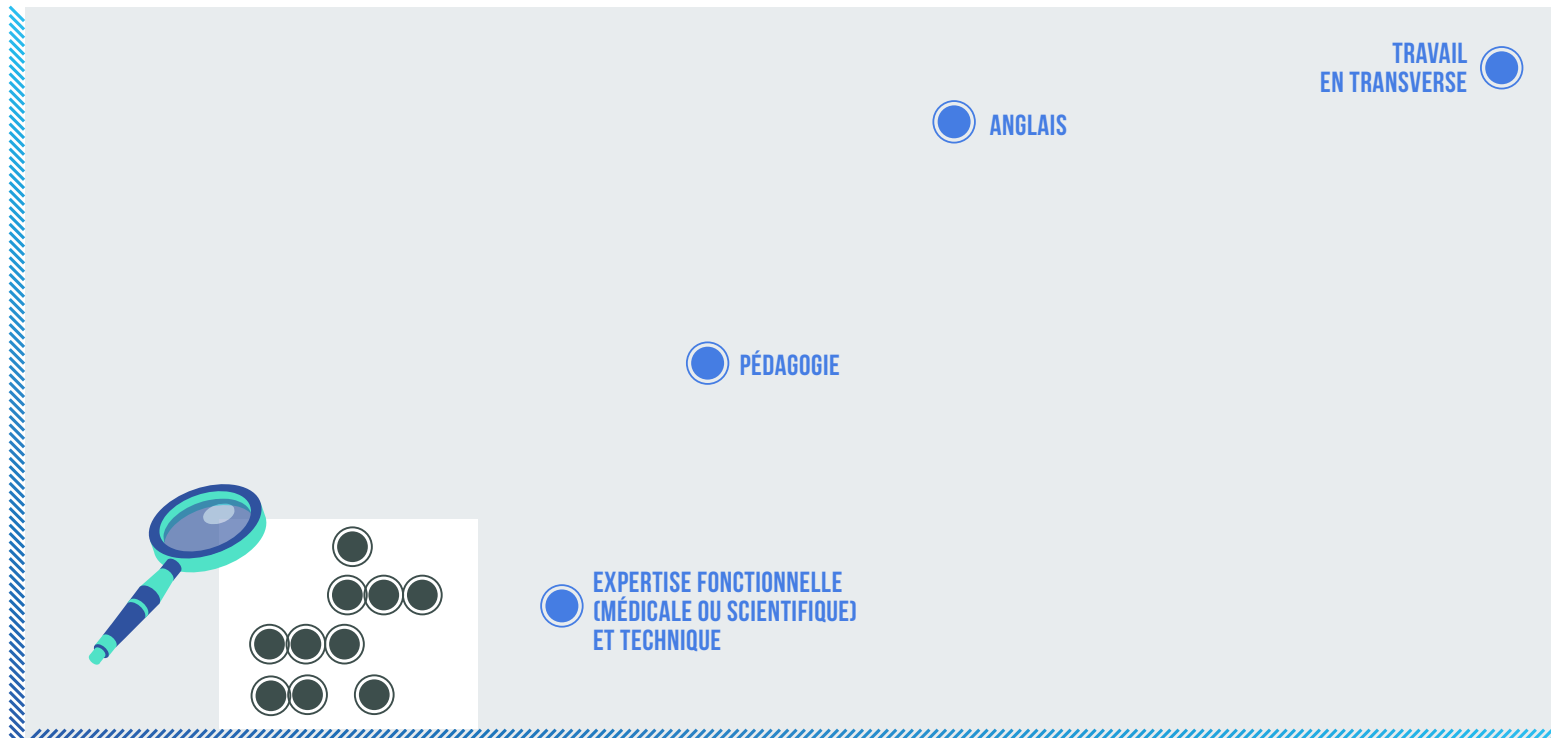 TRAVAIL
EN TRANSVERSE
ANGLAIS
PÉDAGOGIE
EXPERTISE FONCTIONNELLE
(MÉDICALE OU SCIENTIFIQUE)
ET TECHNIQUE